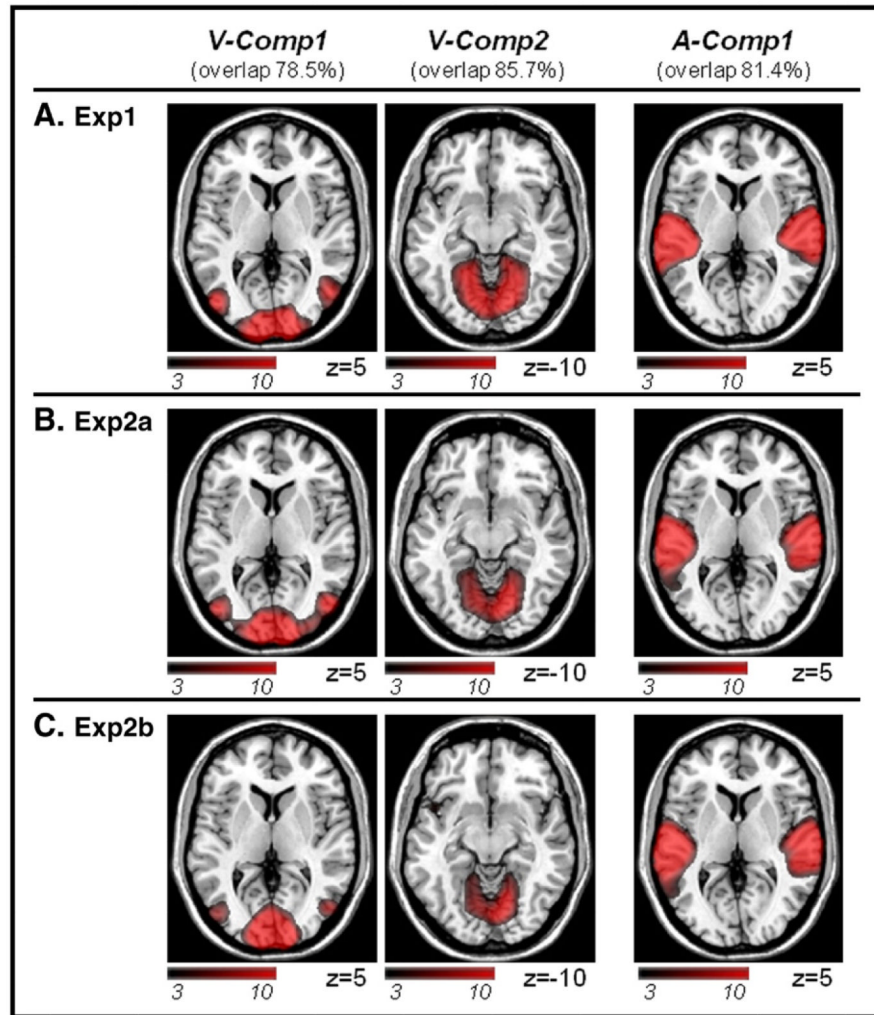 V-Comp1 V-Comp2 A-Comp1
(overlap 78.5%) (overlap 85.7%) (overlap 81.4%)
A. Exp1
3 10 z=5 3 10 z=-10 3 10 z=5
B. Exp2a
3 10 z=5 3 10 z=-10 3 10 z=5
C. Exp2b
3 10 z=5 3 10 z=-10 3 10 z=5